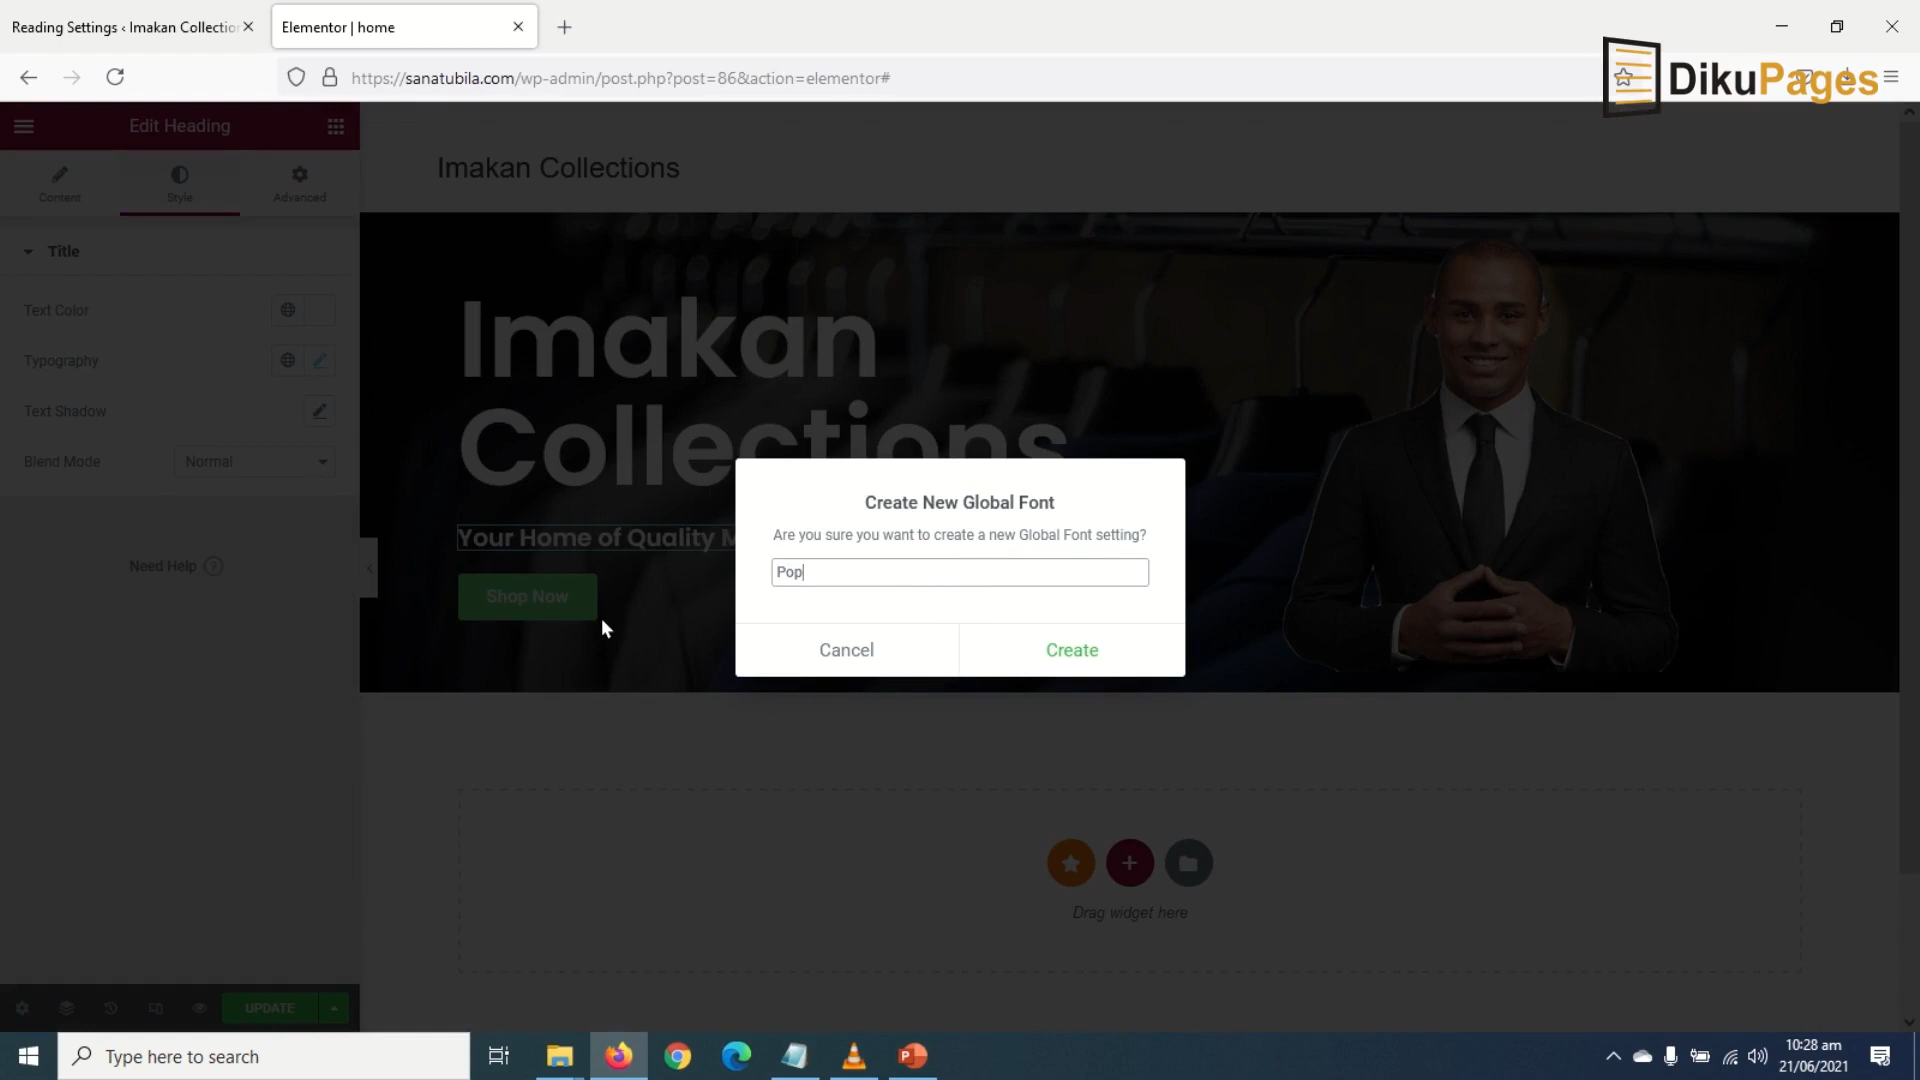 Reading Settings ‹ Imakan Collection
Elementor | home
https://sanatubila.com/wp-admin/post.php?post=86&action=elementor#
DikuPages
Edit Heading
Content
Style
Advanced
Title
Text Color
Typography
Text Shadow
Blend Mode
Normal
Need Help
UPDATE
Imakan Collections
Imakan
Collections
Your Home of Quality M
Shop Now
Create New Global Font
Are you sure you want to create a new Global Font setting?
Pop
Cancel
Create
Drag widget here
Type here to search
10:28 am
21/06/2021